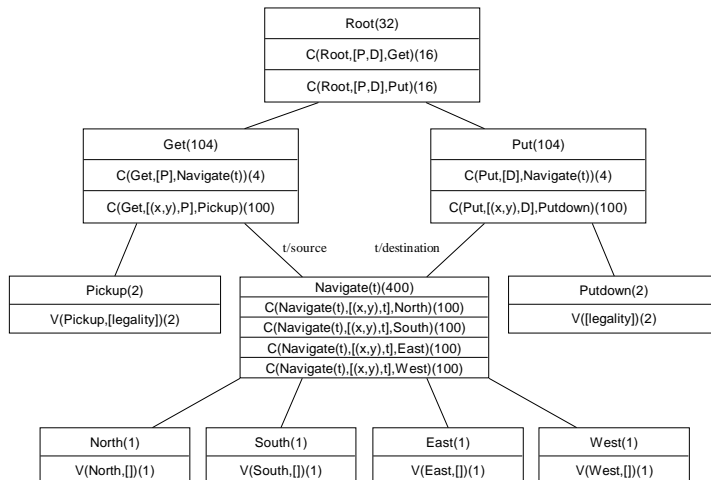 Root(32)
C(Root,[P,D],Get)(16)
C(Root,[P,D],Put)(16)
Get(104)
C(Get,[P],Navigate(t))(4)
C(Get,[(x,y),P],Pickup)(100)
Put(104)
C(Put,[D],Navigate(t))(4)
C(Put,[(x,y),D],Putdown)(100)
t/source
t/destination
Pickup(2)
V(Pickup,[legality])(2)
Navigate(t)(400)
C(Navigate(t),[(x,y),t],North)(100)
C(Navigate(t),[(x,y),t],South)(100)
C(Navigate(t),[(x,y),t],East)(100)
C(Navigate(t),[(x,y),t],West)(100)
Putdown(2)
V([legality])(2)
North(1)
V(North,[])(1)
South(1)
V(South,[])(1)
East(1)
V(East,[])(1)
West(1)
V(West,[])(1)